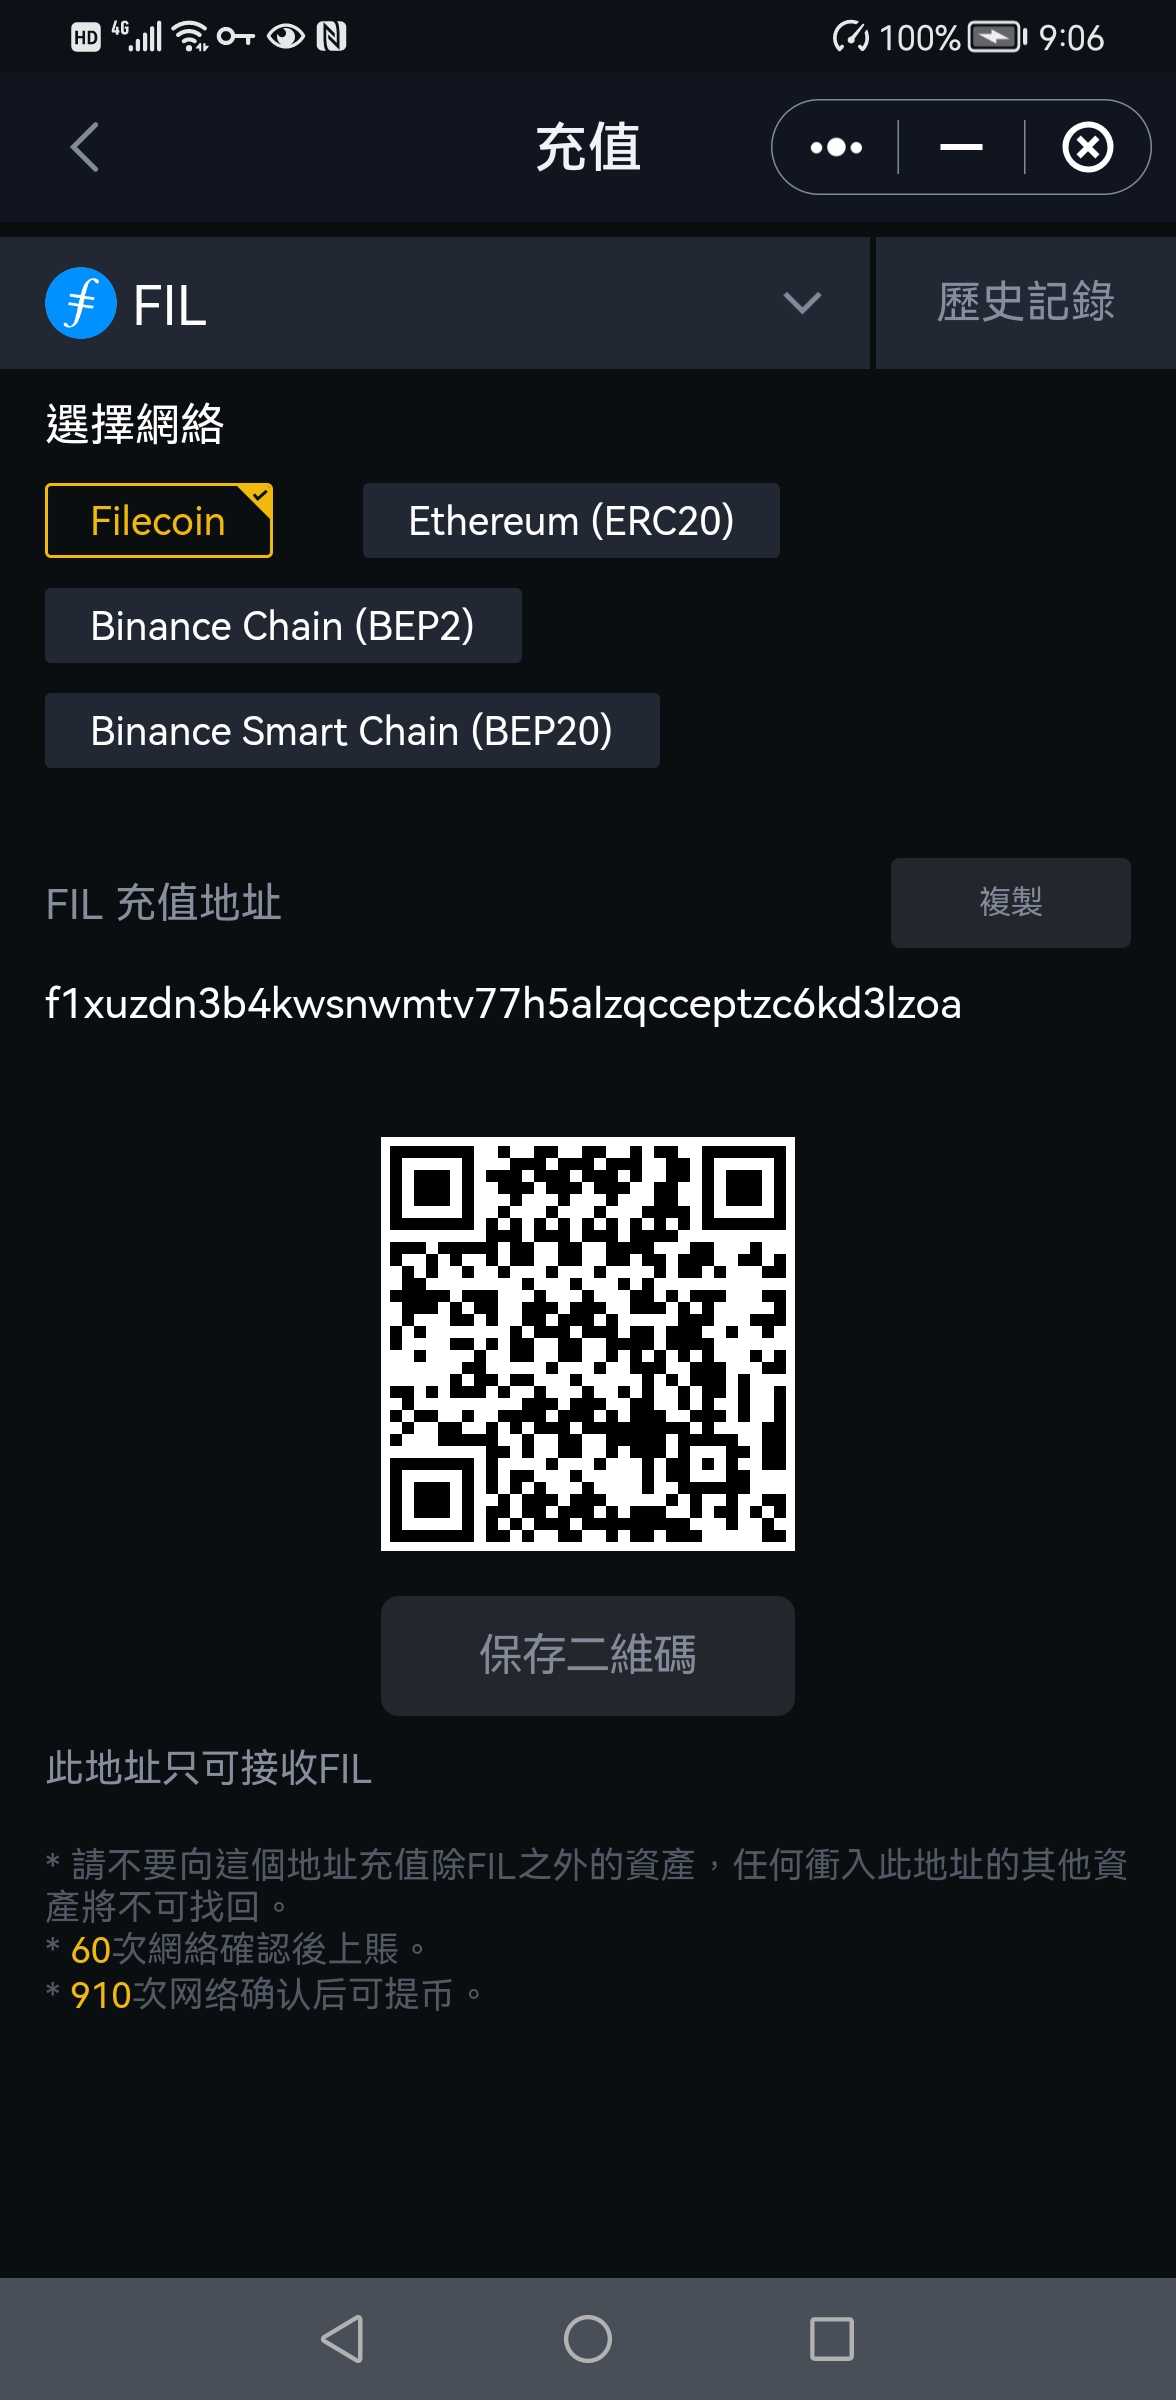 HD 4G 100% 9:06
充值
FIL
歷史記錄
選擇網絡
Filecoin
Ethereum (ERC20)
Binance Chain (BEP2)
Binance Smart Chain (BEP20)
FIL 充值地址
複製
f1xuzdn3b4kwsnwmtv77h5alzqcceptzc6kd3lzoa
保存二維碼
此地址只可接收FIL
* 請不要向這個地址充值除FIL之外的資產，任何衝入此地址的其他資
產將不可找回。
* 60次網絡確認後上賬。
* 910次网络确认后可提币。